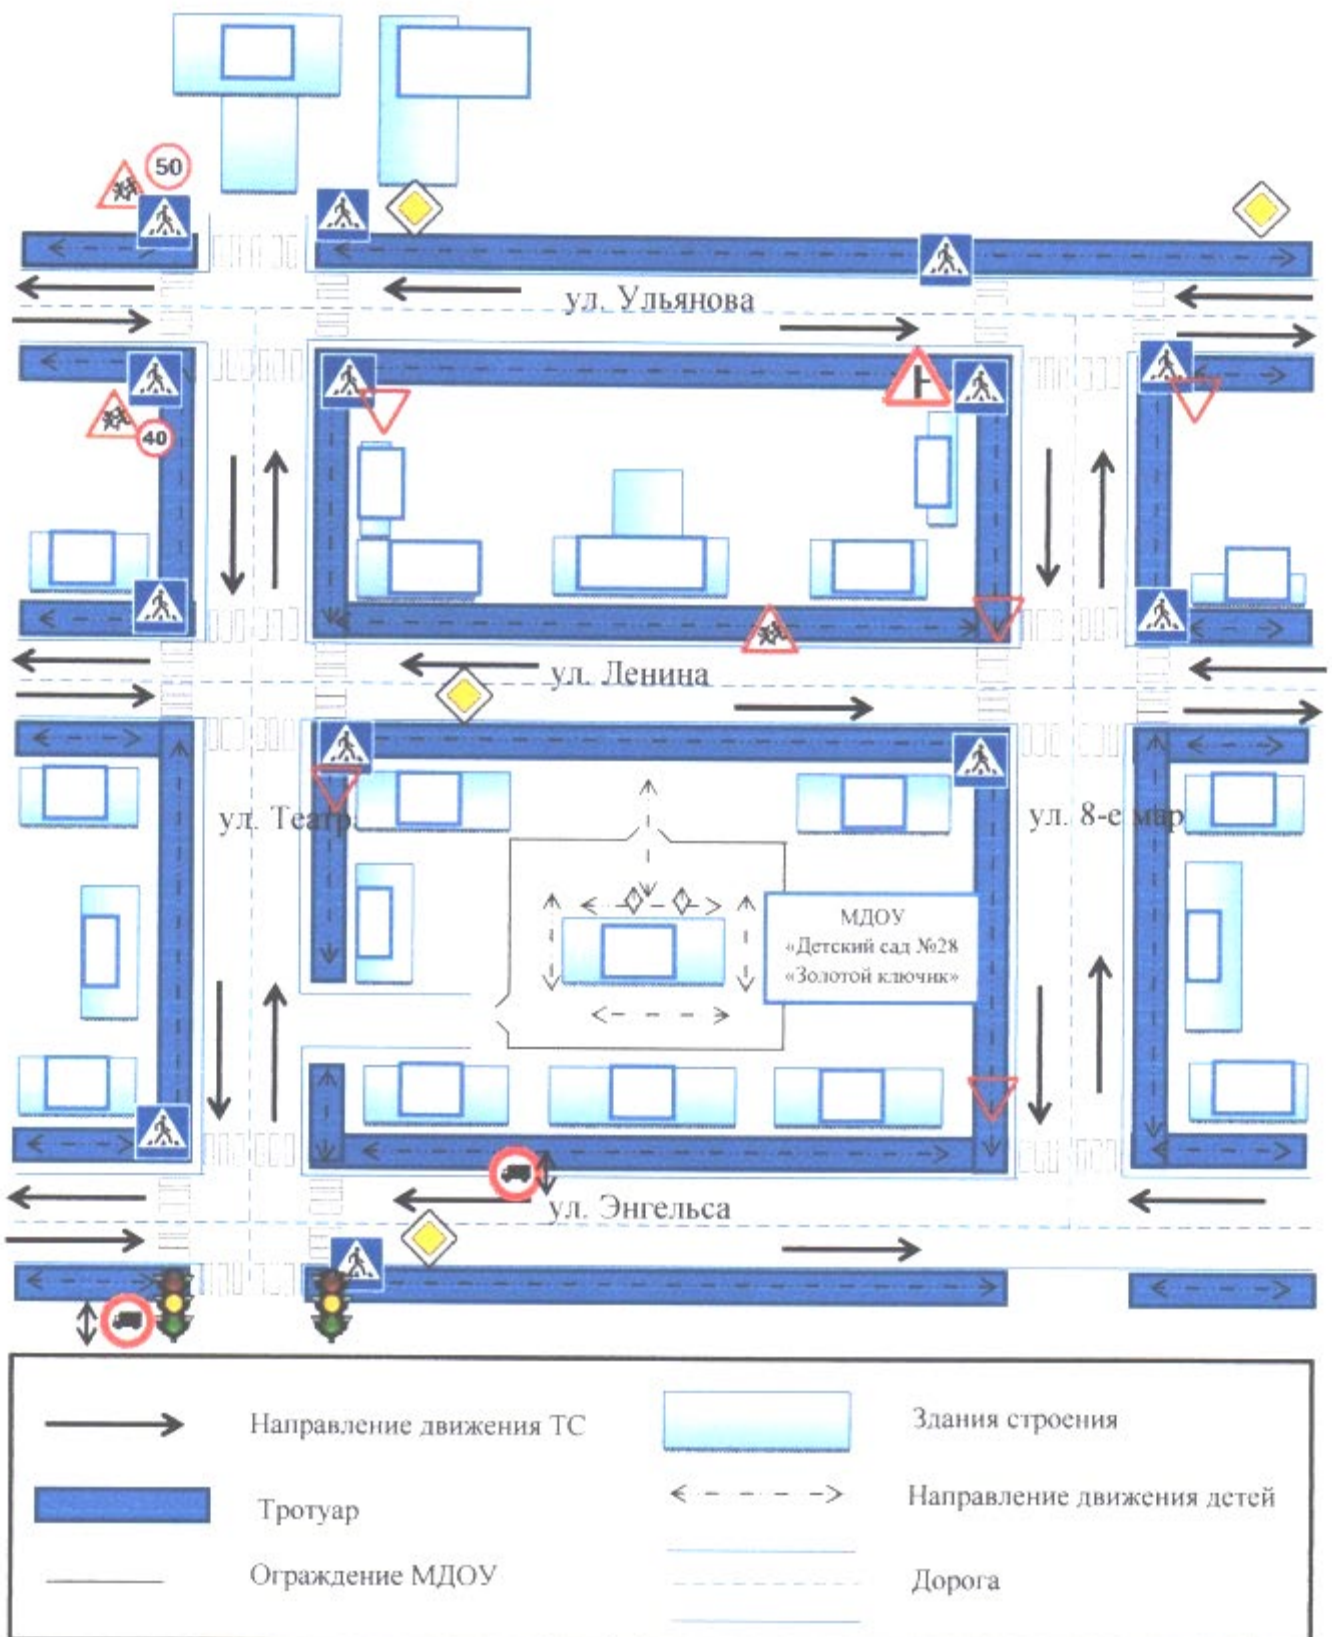 50
ул. Ульянова
40
ул. Ленина
ул. Театра
ул. 8-е мар
МДОУ
«Детский сад №28
«Золотой ключик»
ул. Энгельса
Направление движения ТС
Здания строения
Тротуар
Направление движения детей
Ограждение МДОУ
Дорога